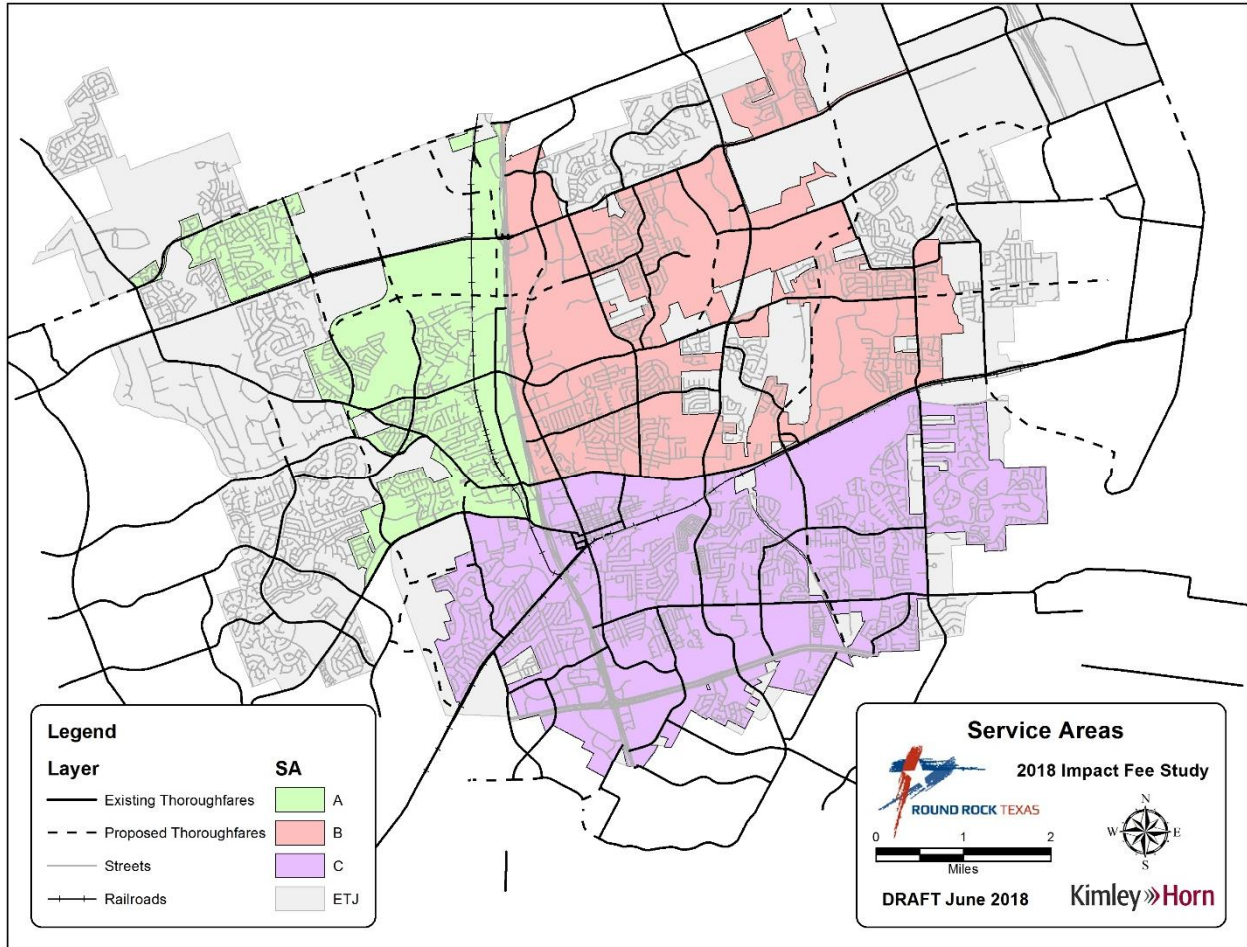 Legend
Layer SA
Existing Thoroughfares A
Proposed Thoroughfares B
Streets C
Railroads ETJ
Service Areas
2018 Impact Fee Study
ROUND ROCK TEXAS
N
W E
S
0 1 2
Miles
DRAFT June 2018
Kimley»Horn